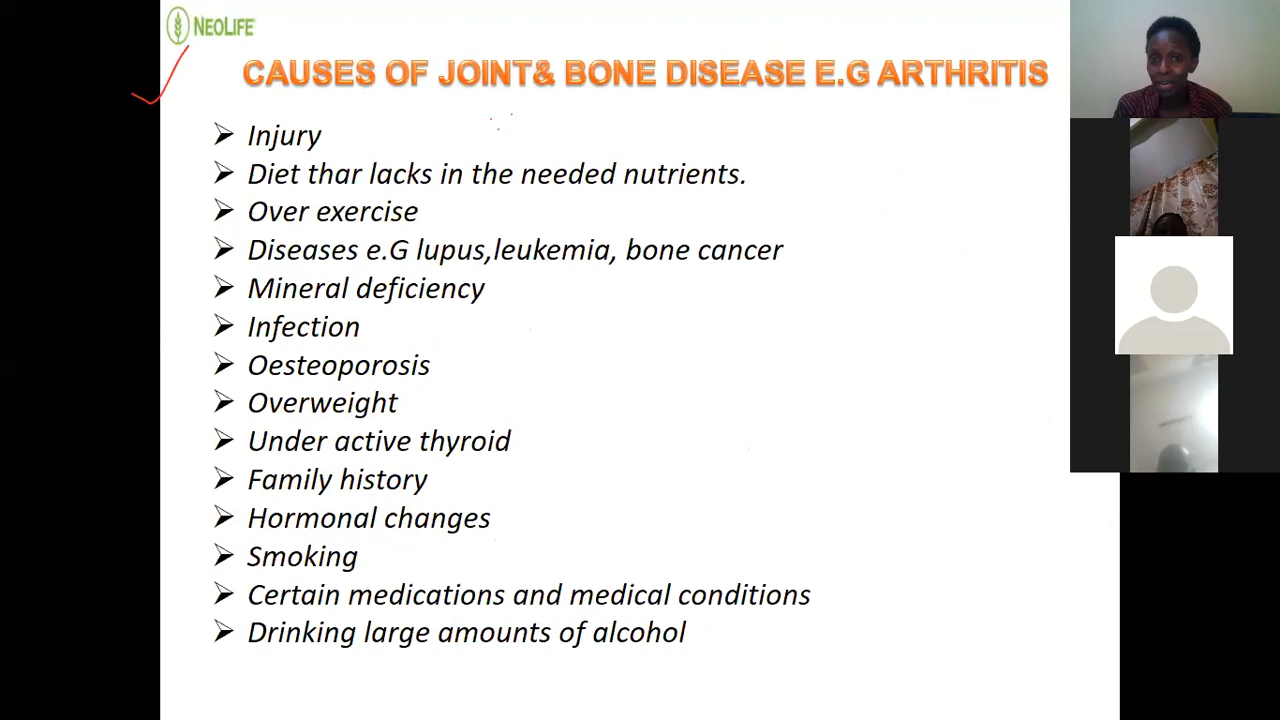 NEOLIFE
CAUSES OF JOINT& BONE DISEASE E.G ARTHRITIS
Injury
Diet thar lacks in the needed nutrients.
Over exercise
Diseases e.G lupus,leukemia, bone cancer
Mineral deficiency
Infection
Oesteoporosis
Overweight
Under active thyroid
Family history
Hormonal changes
Smoking
Certain medications and medical conditions
Drinking large amounts of alcohol